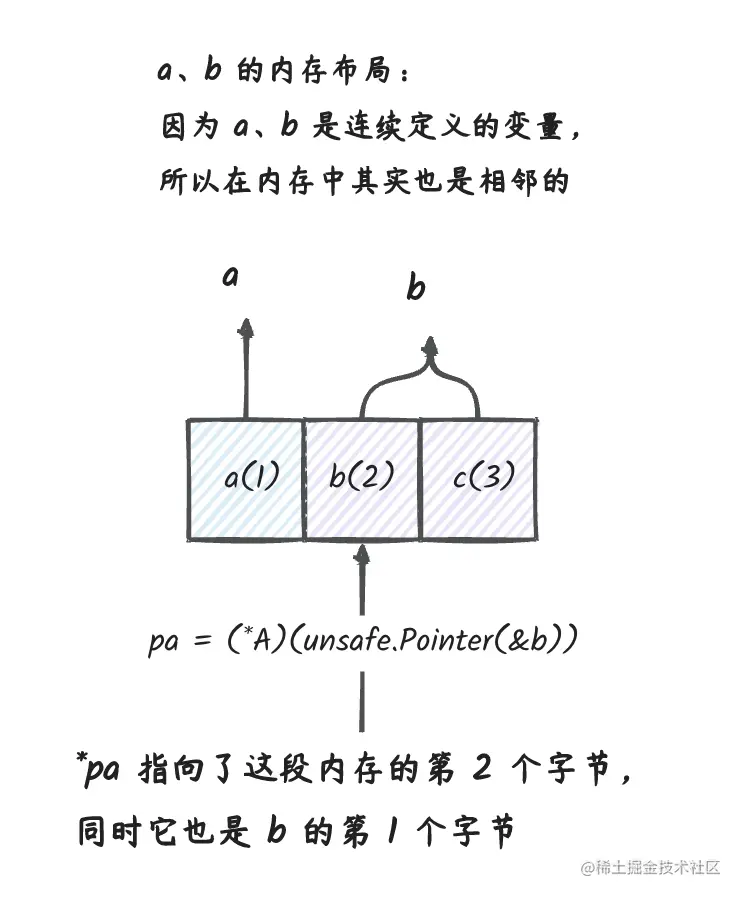 a、b 的内存布局：
因为 a、b 是连续定义的变量，
所以在内存中其实也是相邻的
a
b
a(1) b(2) c(3)
pa = (*A)(unsafe.Pointer(&b))
*pa 指向了这段内存的第 2 个字节，
同时它也是 b 的第 1 个字节
@稀土掘金技术社区